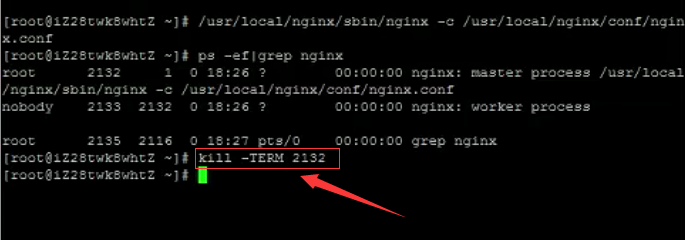 [root@iZ28twk8whtZ ~]# /usr/local/nginx/sbin/nginx -c /usr/local/nginx/conf/ngin
x.conf
[root@iZ28twk8whtZ ~]# ps -ef|grep nginx
root      2132     1  0 18:26 ?        00:00:00 nginx: master process /usr/local
/nginx/sbin/nginx -c /usr/local/nginx/conf/nginx.conf
nobody    2133  2132  0 18:26 ?        00:00:00 nginx: worker process
root      2135  2116  0 18:27 pts/0    00:00:00 grep nginx
[root@iZ28twk8whtZ ~]# kill -TERM 2132
[root@iZ28twk8whtZ ~]#